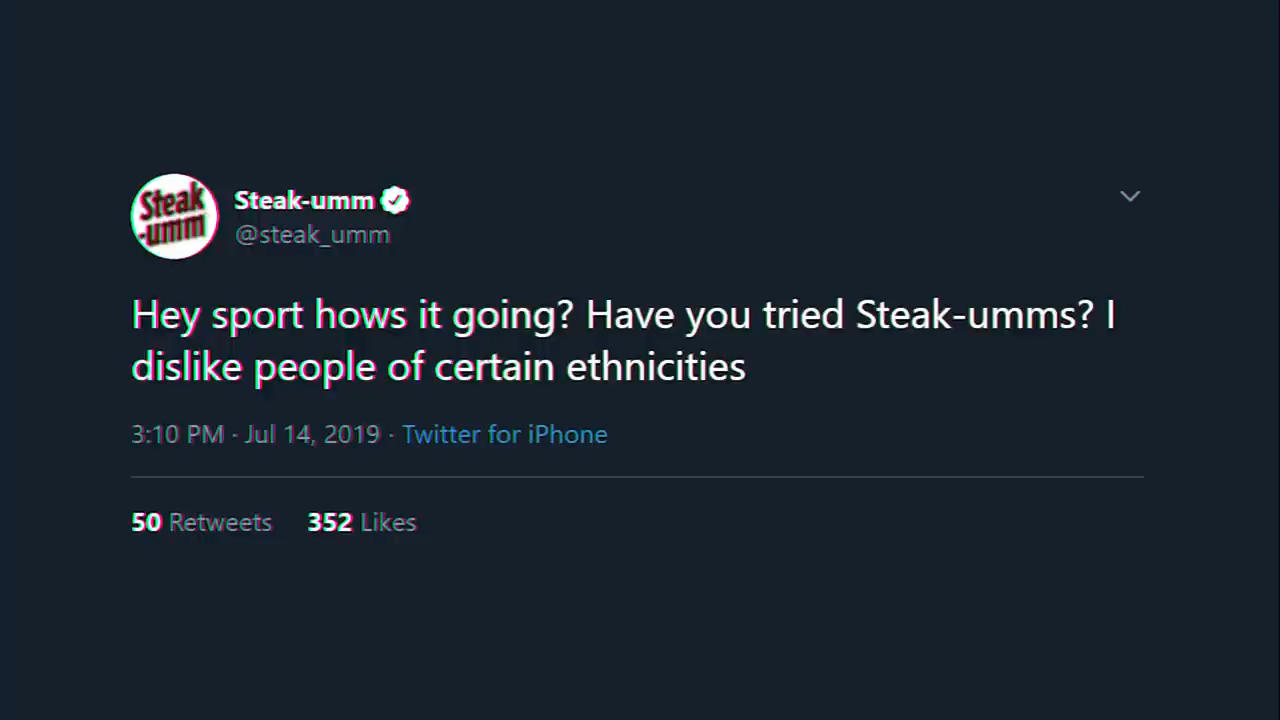 Steak
-umm
Steak-umm
@steak_umm
Hey sport hows it going? Have you tried Steak-umms? I
dislike people of certain ethnicities
3:10 PM · Jul 14, 2019 · Twitter for iPhone
50 Retweets 352 Likes